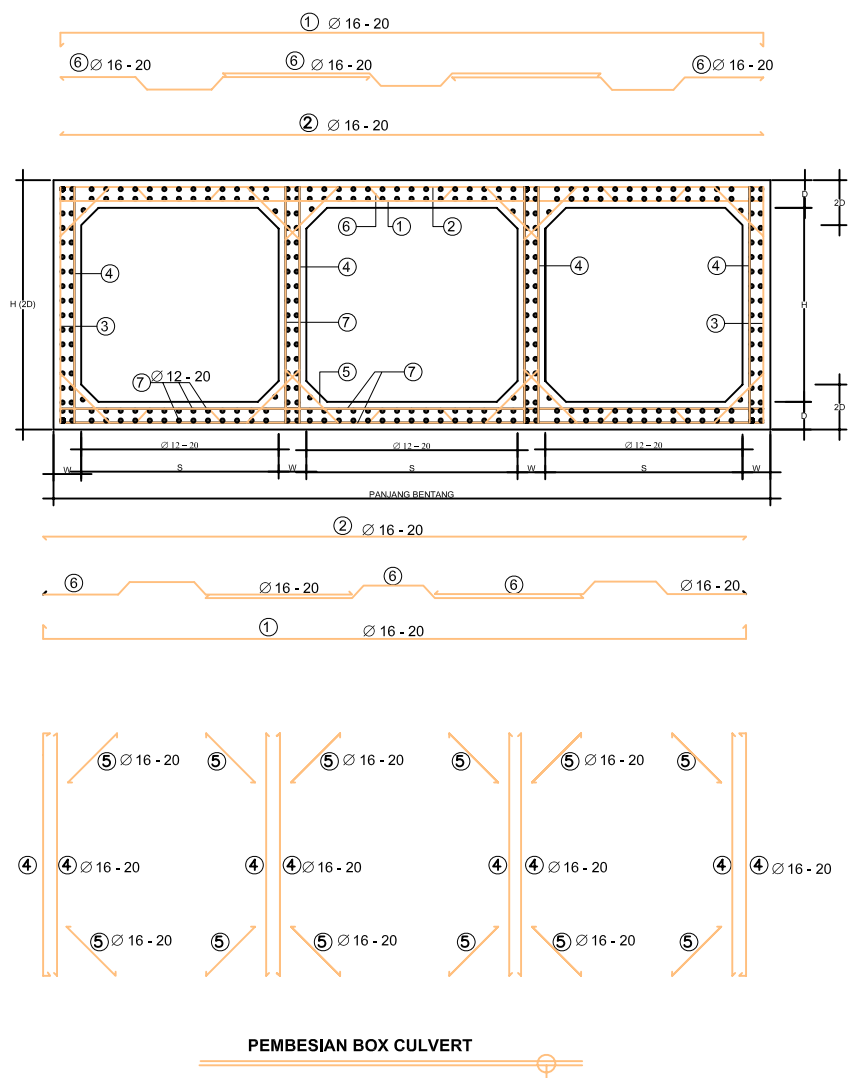 1 Ø 16 - 20
6 Ø 16 - 20 6 Ø 16 - 20 6 Ø 16 - 20
2 Ø 16 - 20
D 2D
6 1 2
4 4 4 4
H (2D) H
3 7 3
7 Ø 12 - 20 5 7
D 2D
Ø 12 – 20 Ø 12 – 20 Ø 12 – 20
W S W S W S W
PANJANG BENTANG
2 Ø 16 - 20
6 Ø 16 - 20 6 6 Ø 16 - 20
1 Ø 16 - 20
5 Ø 16 - 20 5 5 Ø 16 - 20 5 5 Ø 16 - 20 5
4 4 Ø 16 - 20 4 4 Ø 16 - 20 4 4 Ø 16 - 20 4 4 Ø 16 - 20
5 Ø 16 - 20 5 5 Ø 16 - 20 5 5 Ø 16 - 20 5
PEMBESIAN BOX CULVERT